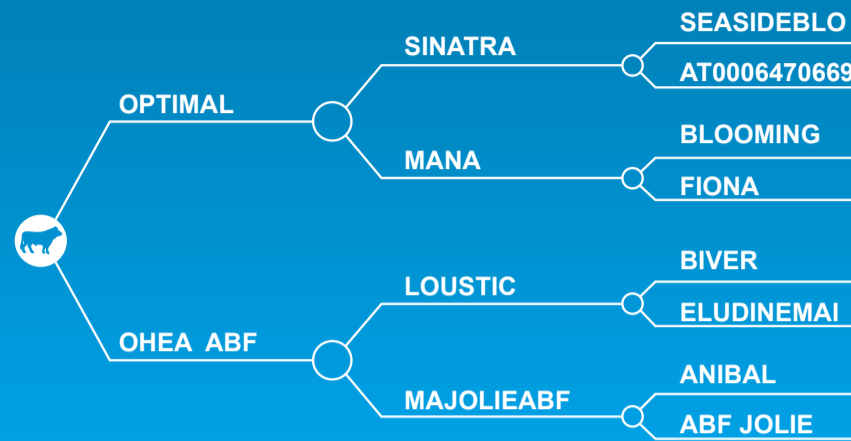 SEASIDEBLO
SINATRA
AT0006470669
OPTIMAL
BLOOMING
MANA
FIONA
BIVER
LOUSTIC
ELUDINEMAI
OHEA ABF
ANIBAL
MAJOLIEABF
ABF JOLIE